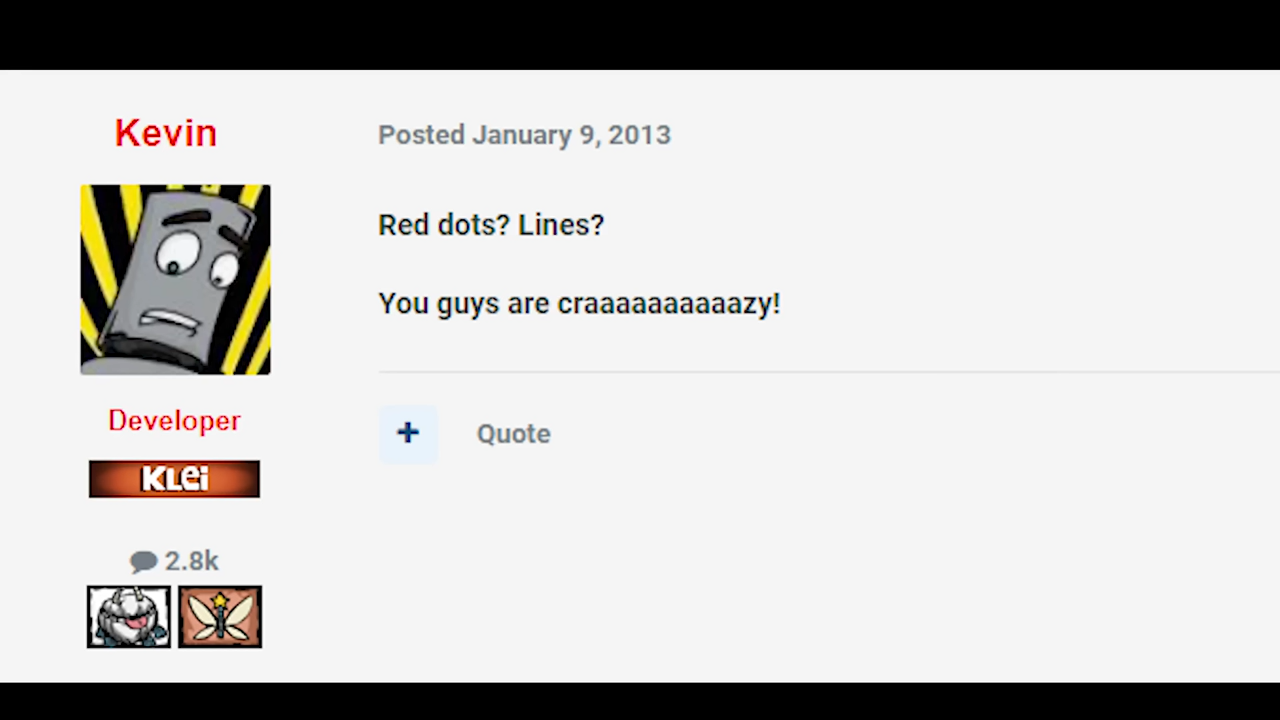 Kevin
Posted January 9, 2013
Red dots? Lines?
You guys are craaaaaaaaaazy!
Developer
KLei
+ Quote
2.8k